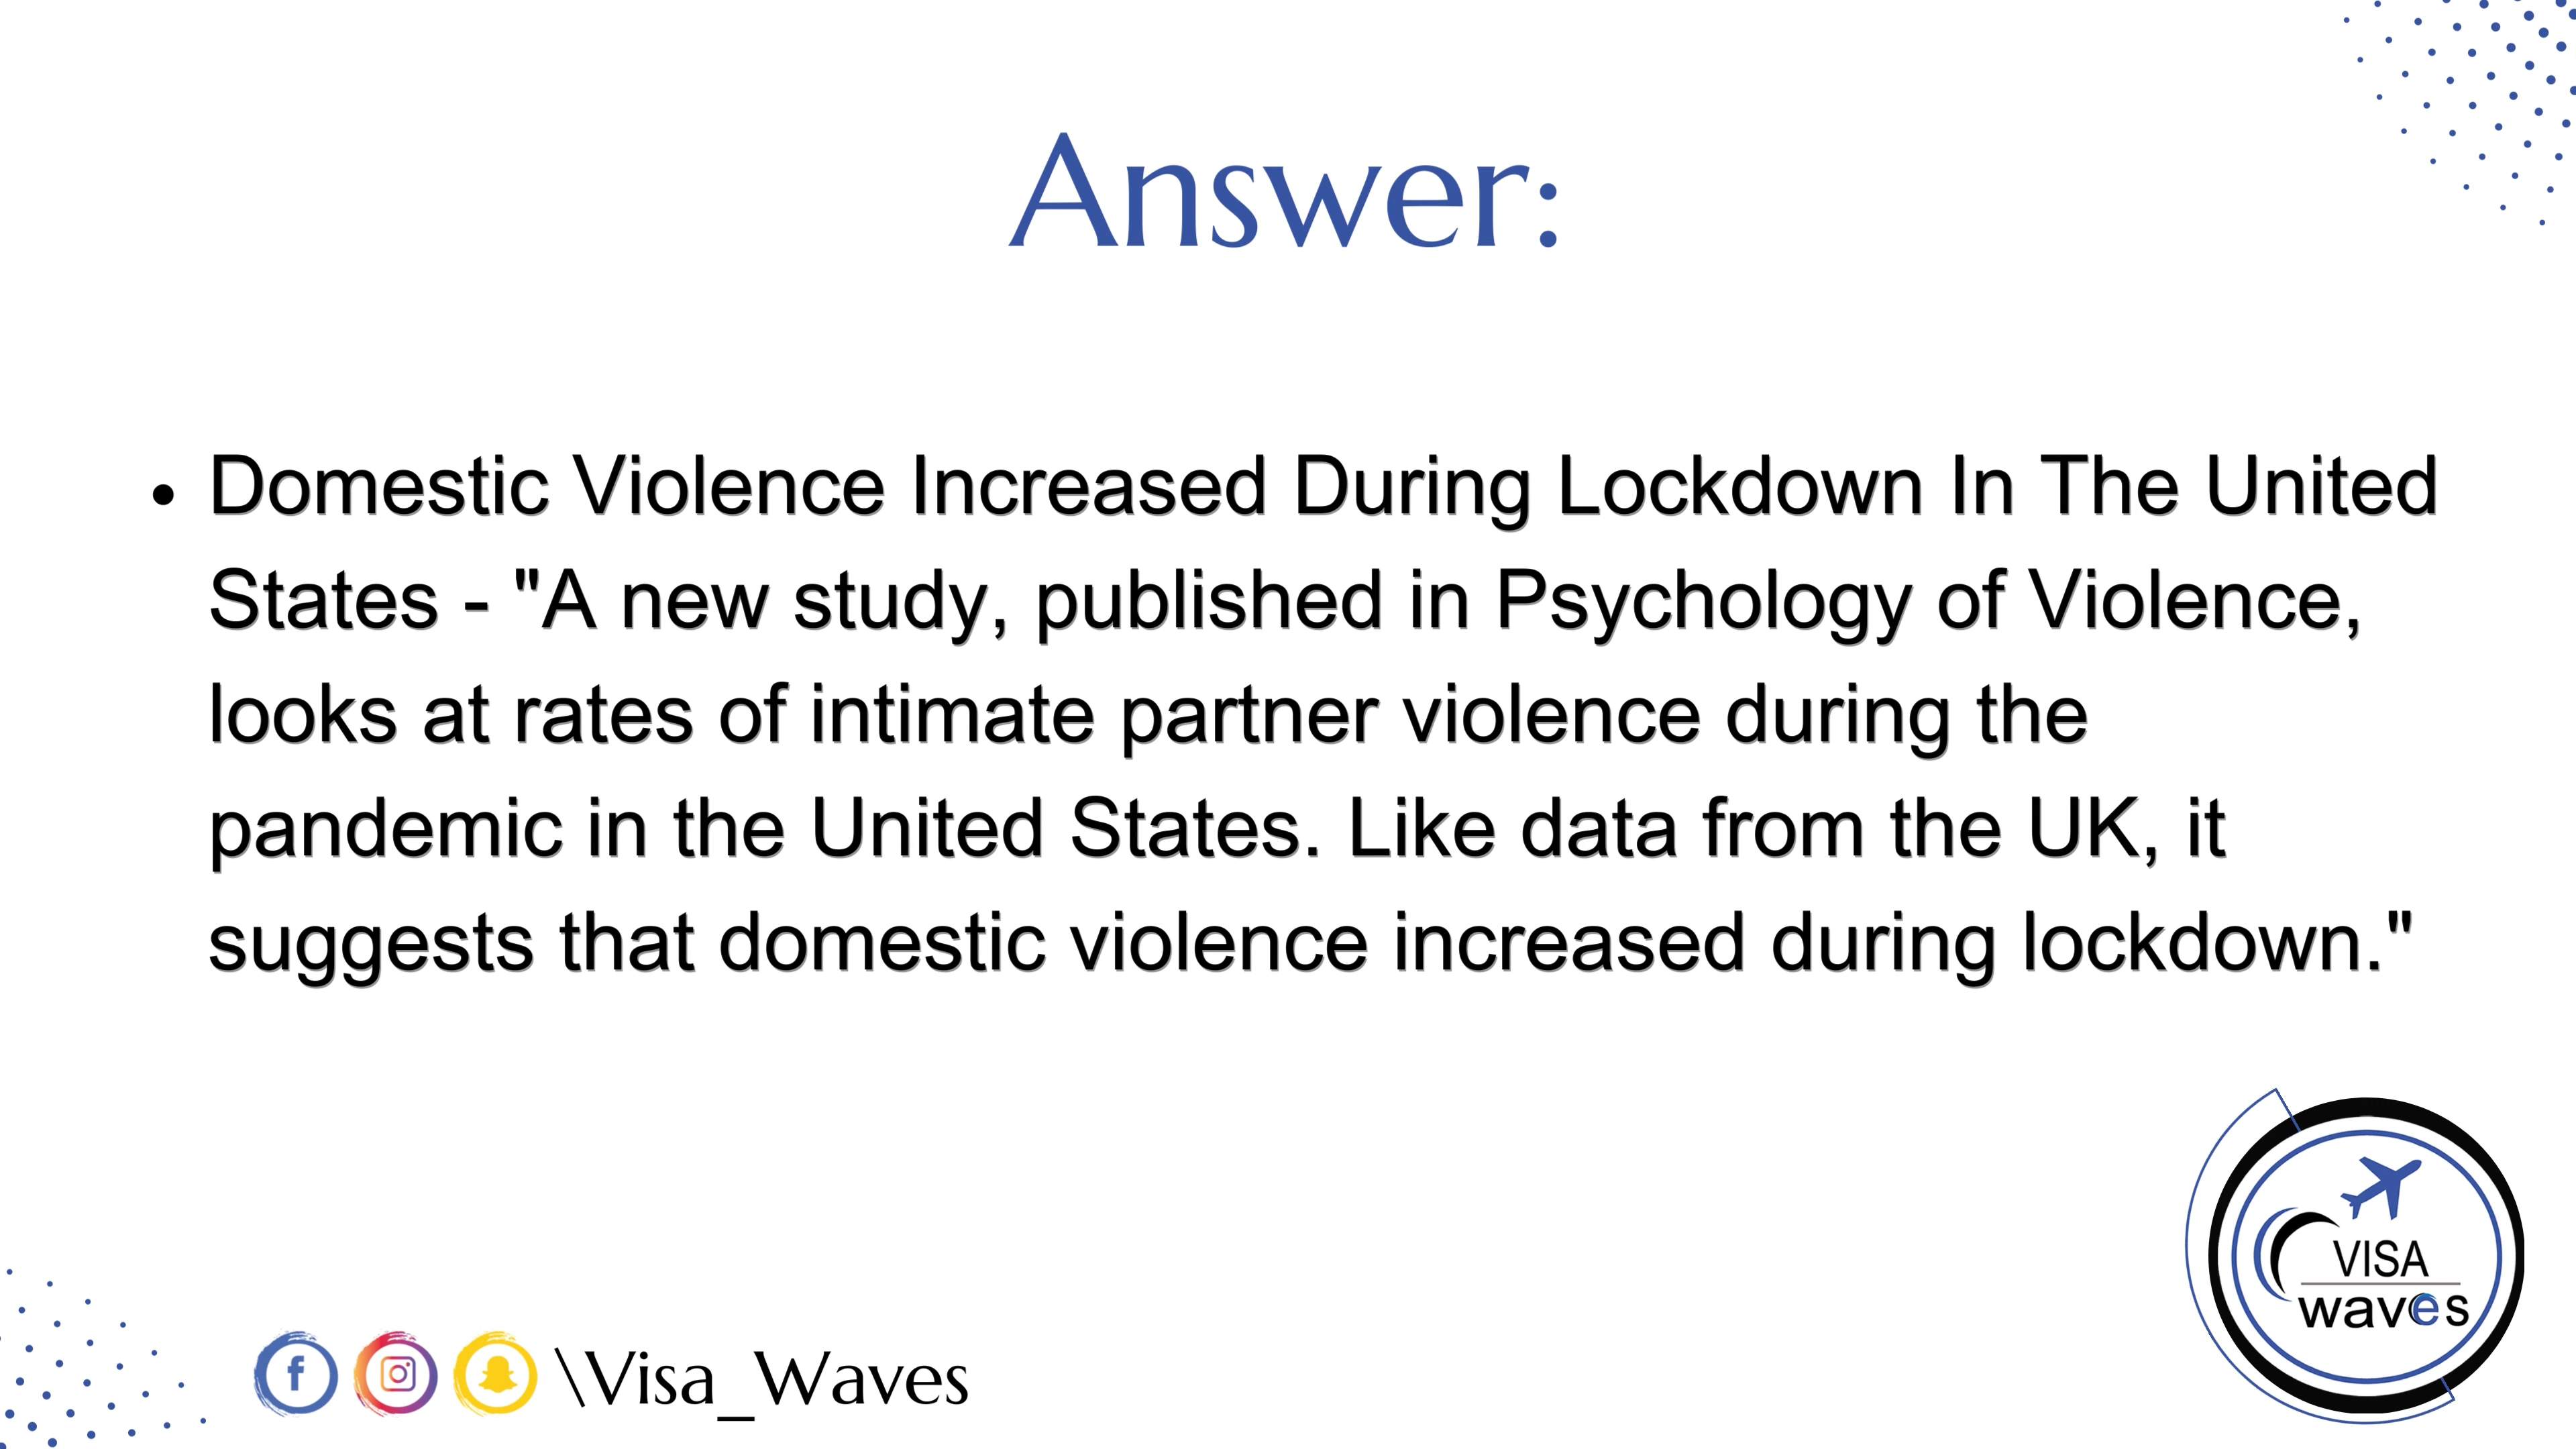 Answer:
• Domestic Violence Increased During Lockdown In The United
States - "A new study, published in Psychology of Violence,
looks at rates of intimate partner violence during the
pandemic in the United States. Like data from the UK, it
suggests that domestic violence increased during lockdown."
VISA
waves
\Visa_Waves